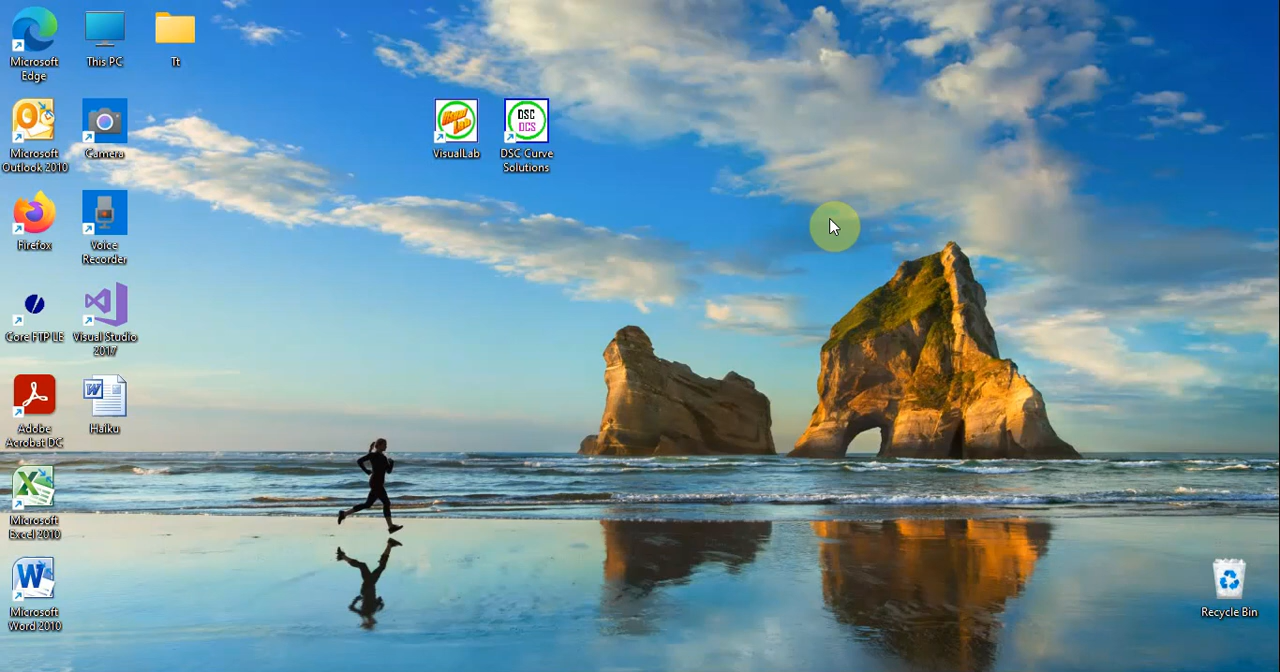 Microsoft
Edge
This PC
Tt
Microsoft
Outlook 2010
Camera
VisualLab
DSC
DCS
DSC Curve
Solutions
Firefox
Voice
Recorder
Core FTP LE
Visual Studio
2017
Adobe
Acrobat DC
W
Haiku
Microsoft
Excel 2010
W
Microsoft
Word 2010
Recycle Bin